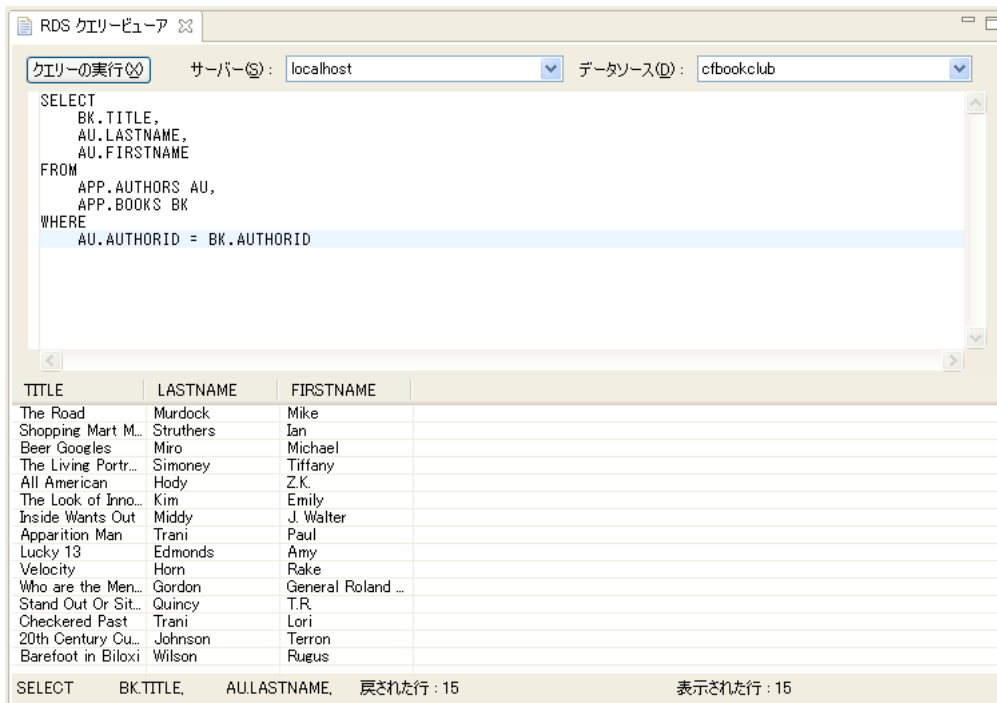 RDS クエリービューア
クエリーの実行(X) サーバー(S): localhost データソース(D): cfbookclub
SELECT
BK.TITLE,
AU.LASTNAME,
AU.FIRSTNAME
FROM
APP.AUTHORS AU,
APP.BOOKS BK
WHERE
AU.AUTHORID = BK.AUTHORID
TITLE LASTNAME FIRSTNAME
The Road Murdock Mike
Shopping Mart M... Struthers Ian
Beer Googles Miro Michael
The Living Portr... Simoney Tiffany
All American Hody Z.K.
The Look of Inno... Kim Emily
Inside Wants Out Middy J. Walter
Apparition Man Trani Paul
Lucky 13 Edmonds Amy
Velocity Horn Rake
Who are the Men... Gordon General Roland ...
Stand Out Or Sit... Quincy T.R.
Checkered Past Trani Lori
20th Century Cu... Johnson Terron
Barefoot in Biloxi Wilson Rugus
SELECT BK.TITLE, AU.LASTNAME, 戻された行 : 15 表示された行 : 15